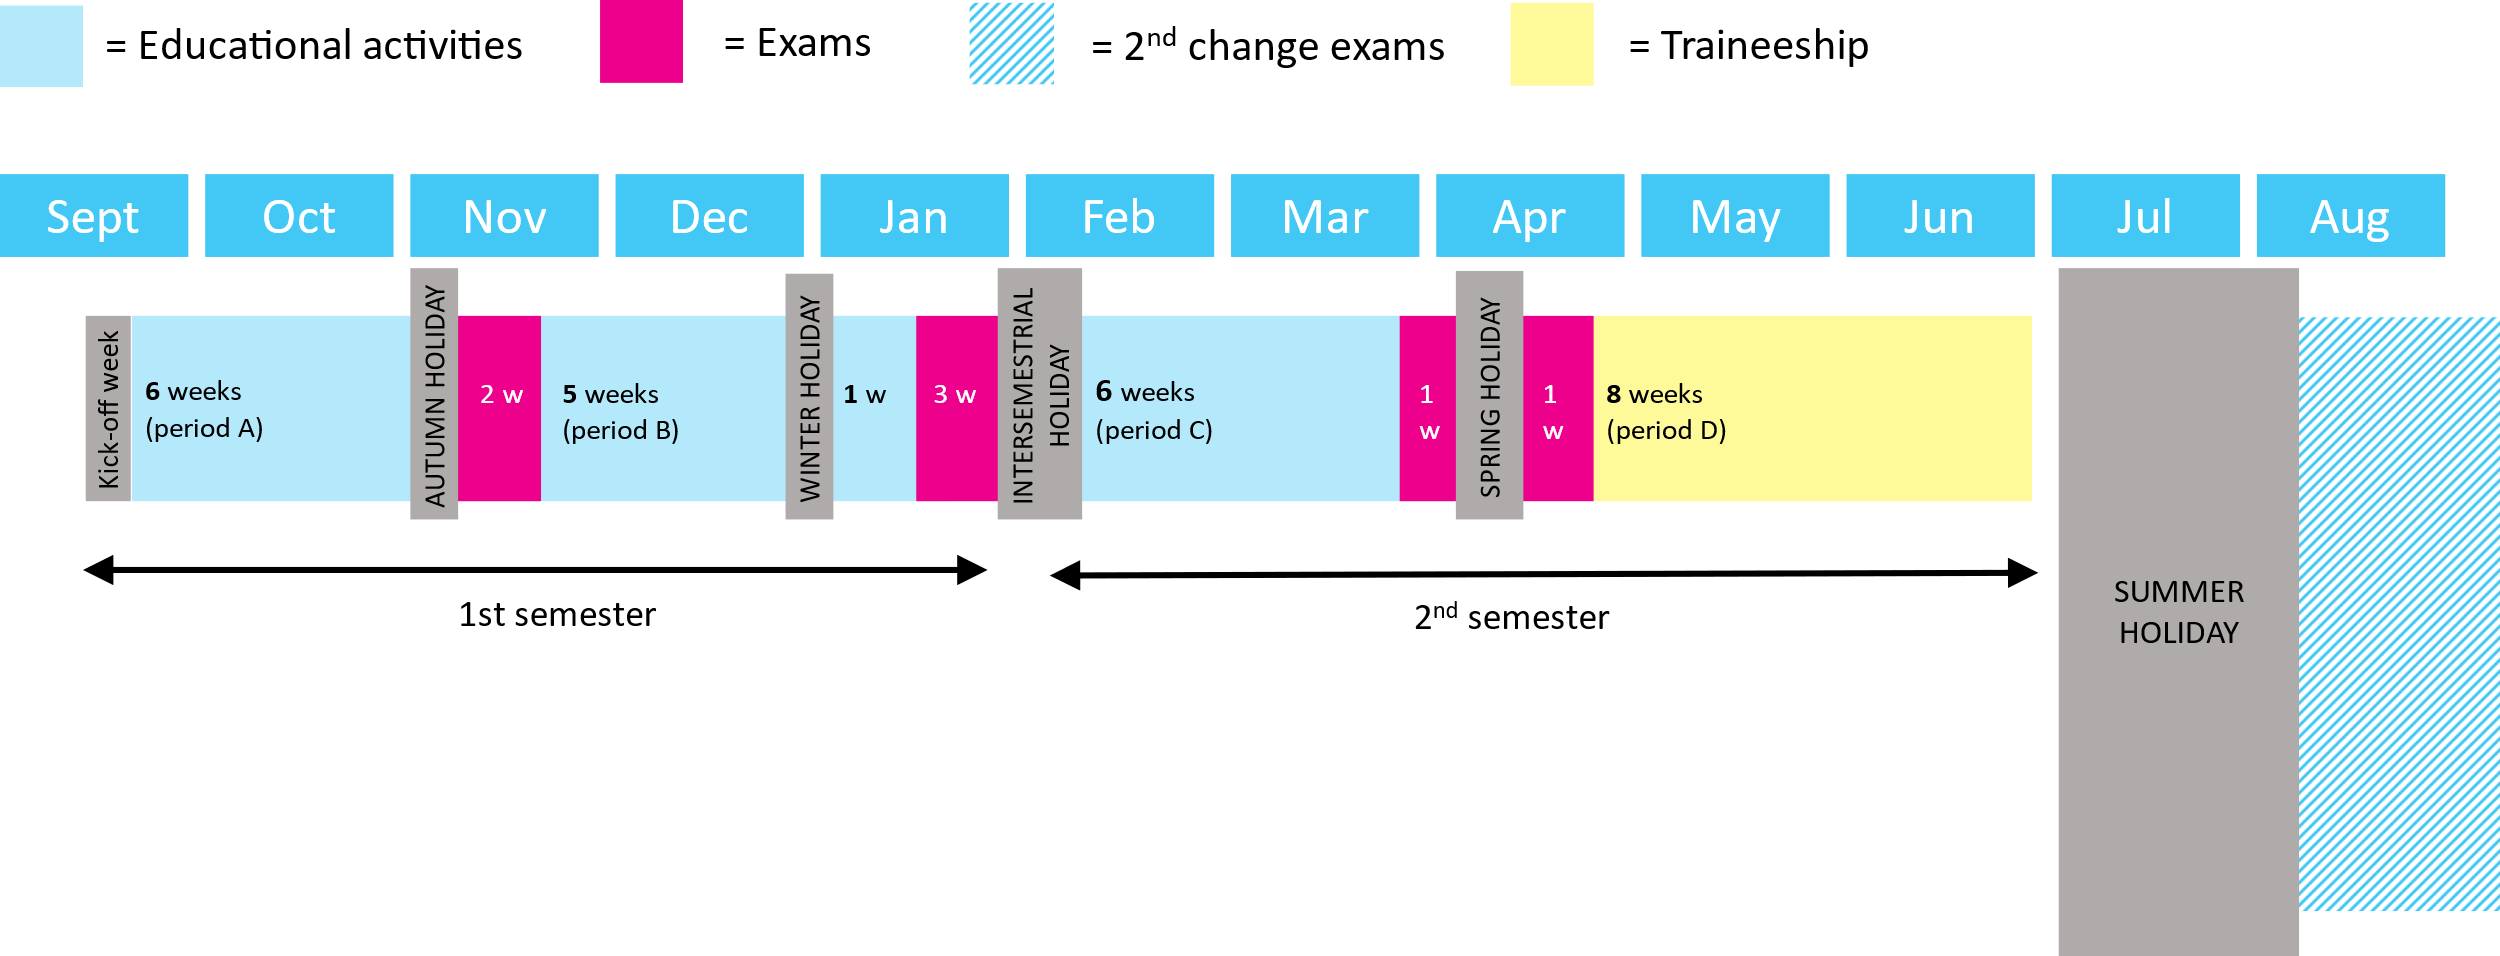 = Educational activities
= Exams
= 2nd change exams
= Traineeship
Sept
Oct
Nov
Dec
Jan
Feb
Mar
Apr
May
Jun
Jul
Aug
Kick-off week
6 weeks
(period A)
AUTUMN HOLIDAY
2 w
5 weeks
(period B)
WINTER HOLIDAY
1 w
3 w
INTERSEMESTRIAL
HOLIDAY
6 weeks
(period C)
1
w
SPRING HOLIDAY
1
w
8 weeks
(period D)
1st semester
2nd semester
SUMMER
HOLIDAY